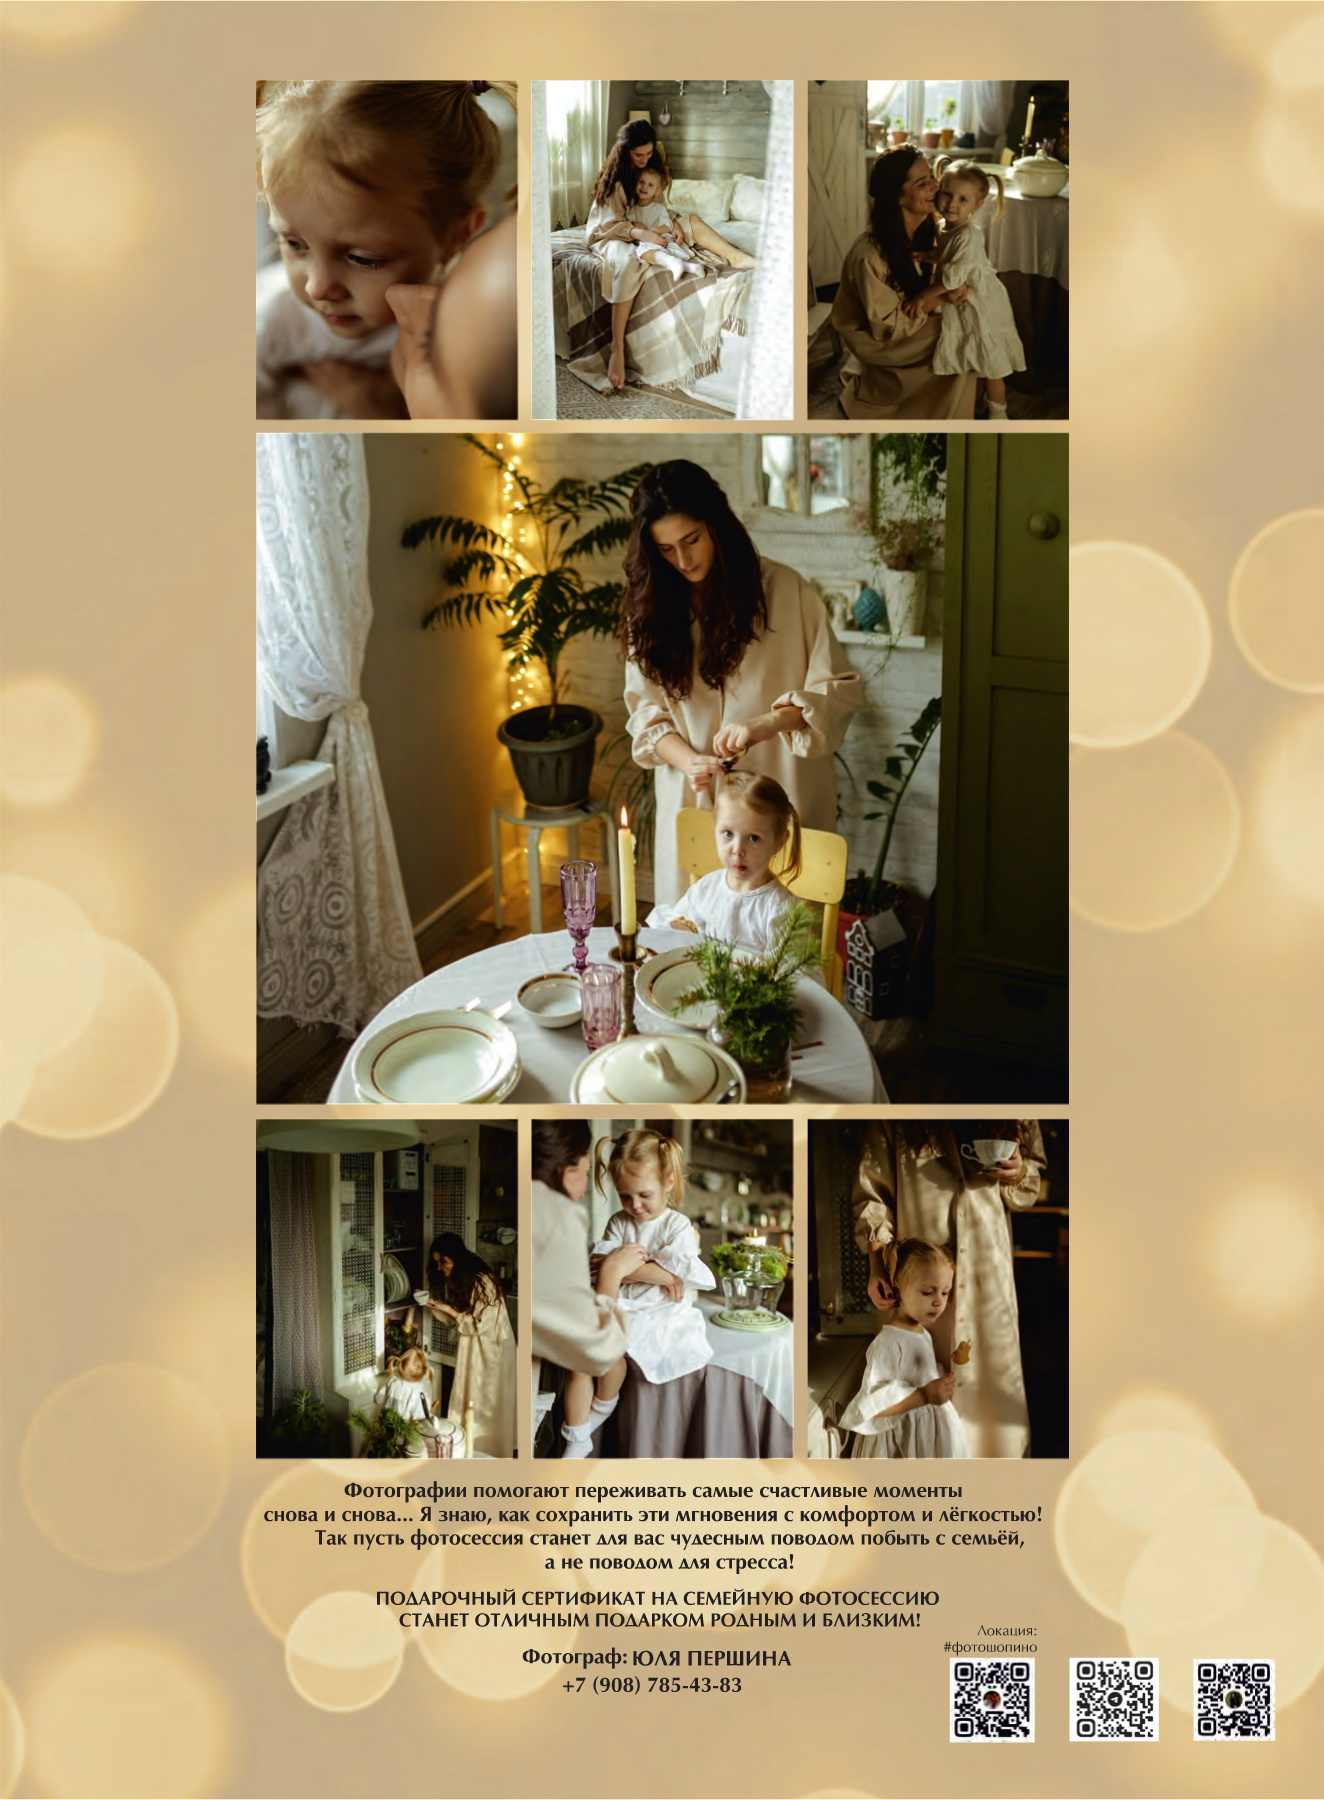 Фотографии помогают переживать самые счастливые моменты
снова и снова... Я знаю, как сохранить эти мгновения с комфортом и лёгкостью!
Так пусть фотосессия станет для вас чудесным поводом побыть с семьёй,
а не поводом для стресса!
ПОДАРОЧНЫЙ СЕРТИФИКАТ НА СЕМЕЙНУЮ ФОТОСЕССИЮ
СТАНЕТ ОТЛИЧНЫМ ПОДАРКОМ РОДНЫМ И БЛИЗКИМ!
Фотограф: ЮЛЯ ПЕРШИНА
+7 (908) 785-43-83
Локация:
#фотошопино